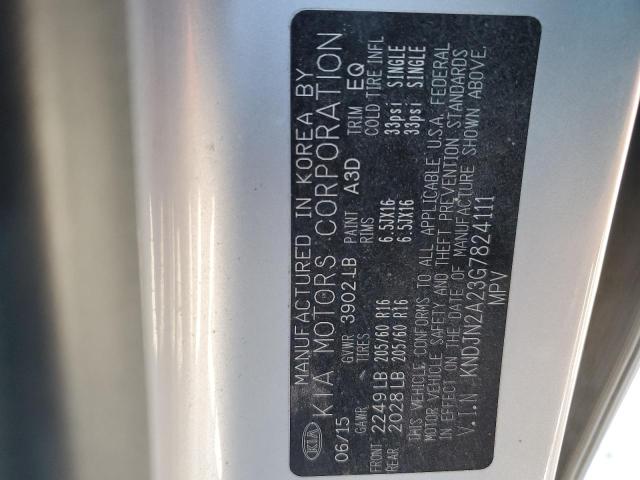 MANUFACTURED IN KOREA BY
KIA KIA MOTORS CORPORATION
06/15 GVWR 3902LB PAINT A3D TRIM EQ
GAWR TIRES RIMS COLD TIRE INFL
FRONT 2249LB 205/60 R16 6.5JX16 33psi SINGLE
REAR 2028LB 205/60 R16 6.5JX16 33psi SINGLE
THIS VEHICLE CONFORMS TO ALL APPLICABLE U.S.A. FEDERAL
MOTOR VEHICLE SAFETY AND THEFT PREVENTION STANDARDS
IN EFFECT ON THE DATE OF MANUFACTURE SHOWN ABOVE.
V.I.N KNDJN2A23G7824111
MPV